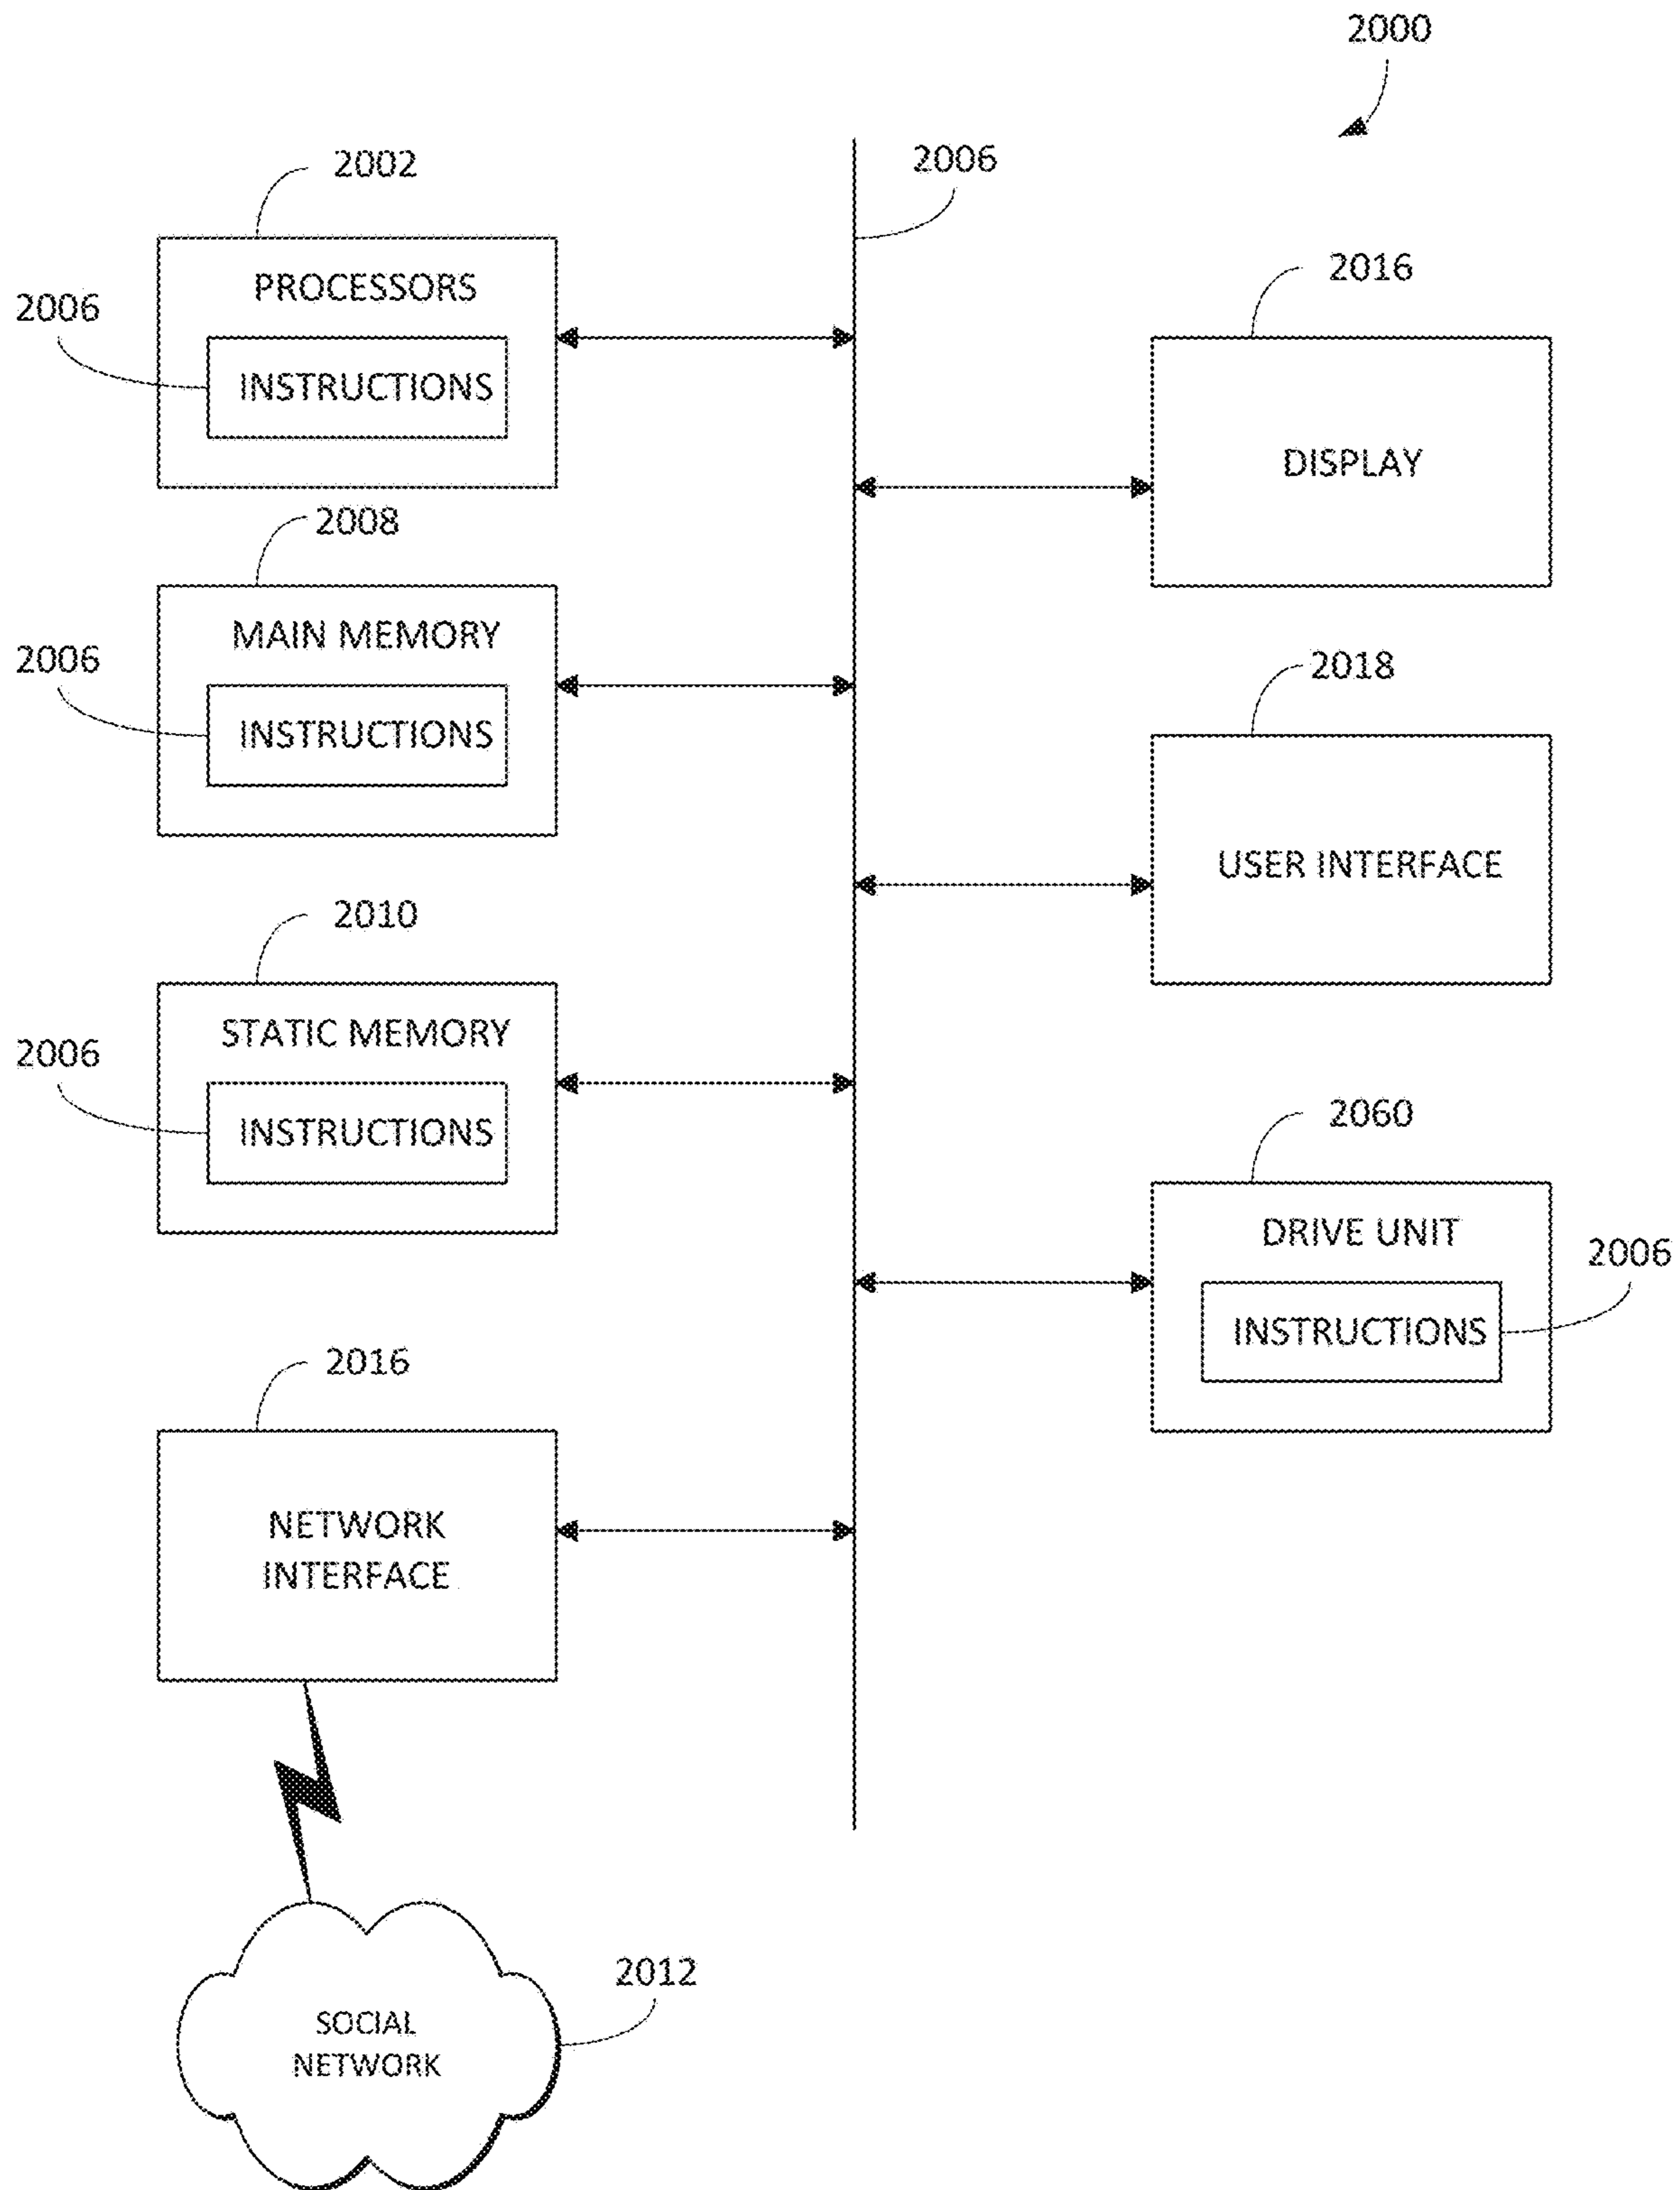 2000
2002
2006
PROCESSORS
2016
2006
INSTRUCTIONS
DISPLAY
2008
MAIN MEMORY
2006
2018
INSTRUCTIONS
USER INTERFACE
2010
STATIC MEMORY
2006
2060
INSTRUCTIONS
DRIVE UNIT
2006
INSTRUCTIONS
2016
NETWORK
INTERFACE
2012
SOCIAL
NETWORK